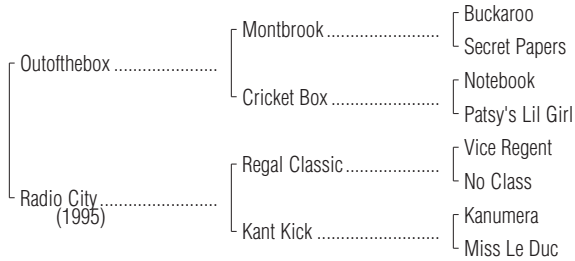 Buckaroo
Montbrook
Secret Papers
Outofthebox
Notebook
Cricket Box
Patsy's Lil Girl
Vice Regent
Regal Classic
No Class
Radio City
(1995)
Kanumera
Kant Kick
Miss Le Duc